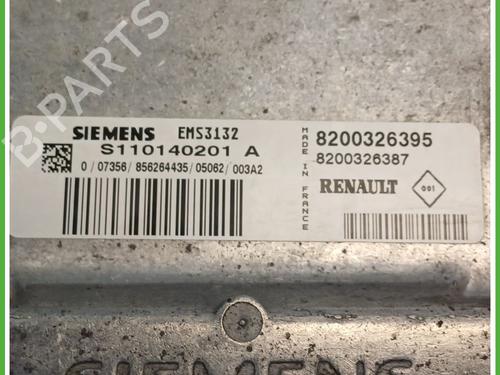 B-PARTS
SIEMENS EMS3132
S110140201 A
0/07356/856264435/05062/003A2
MADE IN FRANCE
8200326395
8200326387
RENAULT
001
SIEMENS